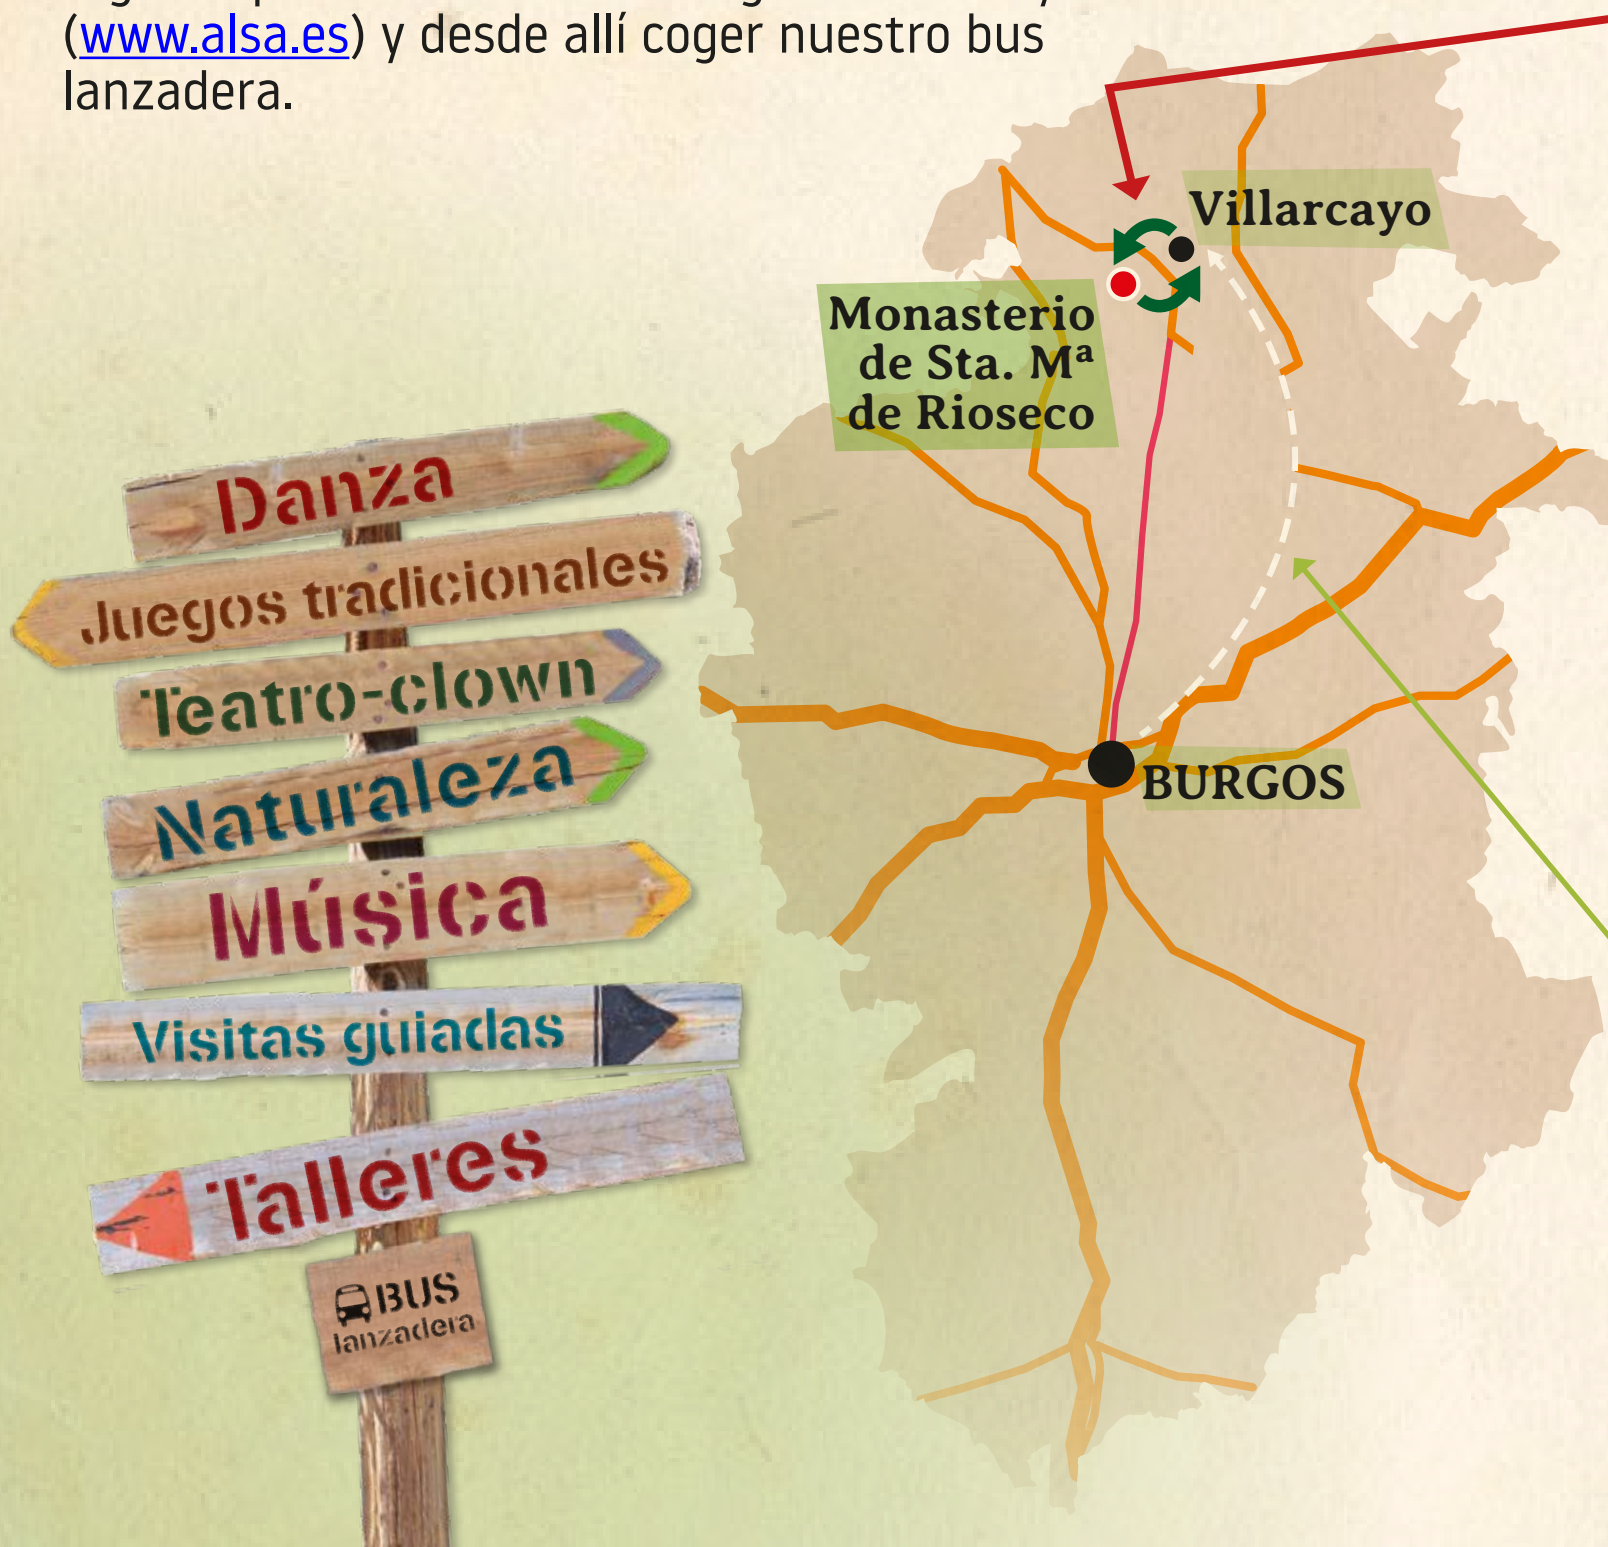 (www.alsa.es) y desde allí coger nuestro bus
lanzadera.
Villarcayo
Monasterio
de Sta. Mª
de Rioseco
BURGOS
Danza
Juegos tradicionales
Teatro-clown
Naturaleza
Música
Visitas guiadas
Talleres
BUS
lanzadera